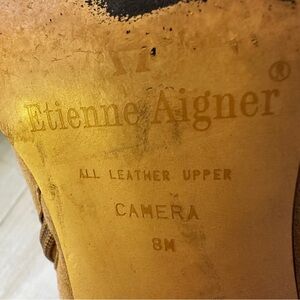 Etienne Aigner®
ALL LEATHER UPPER
CAMERA
8M